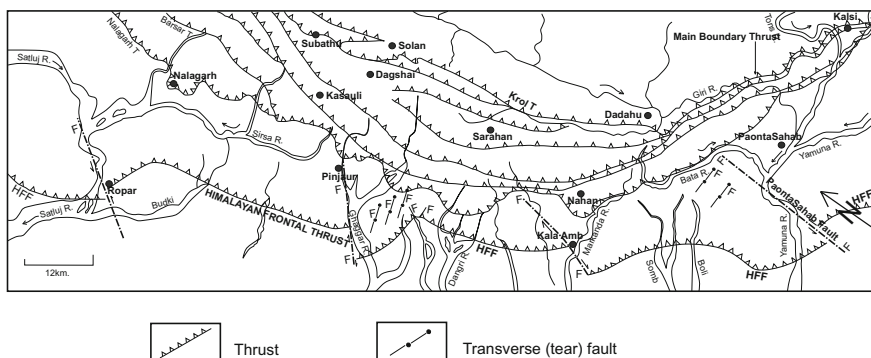 Kalsi
Tons R.
Barsar T
Nalagarh T
Subathu
Solan
Main Boundary Thrust
Satluj R.
Dagshai
Nalagarh
Kasauli
Giri R.
Krol T
Dadahu
Sarahan
PaontaSahab
Sirsa R.
F
Yamuna R.
Pinjaur
F
Bata R.
F
F
PaontaSahab Fault
N
HFF
Ropar
HFF
Nahan
Budki
HIMALAYAN FRONTAL THRUST
F
F
F
F
F
Satluj R.
Ghaggar R.
F
Markanda R.
Kala Amb
HFF
Dangri R.
Yamuna R.
F
12km.
F
F
Somb
Boli
HFF
Thrust
Transverse (tear) fault